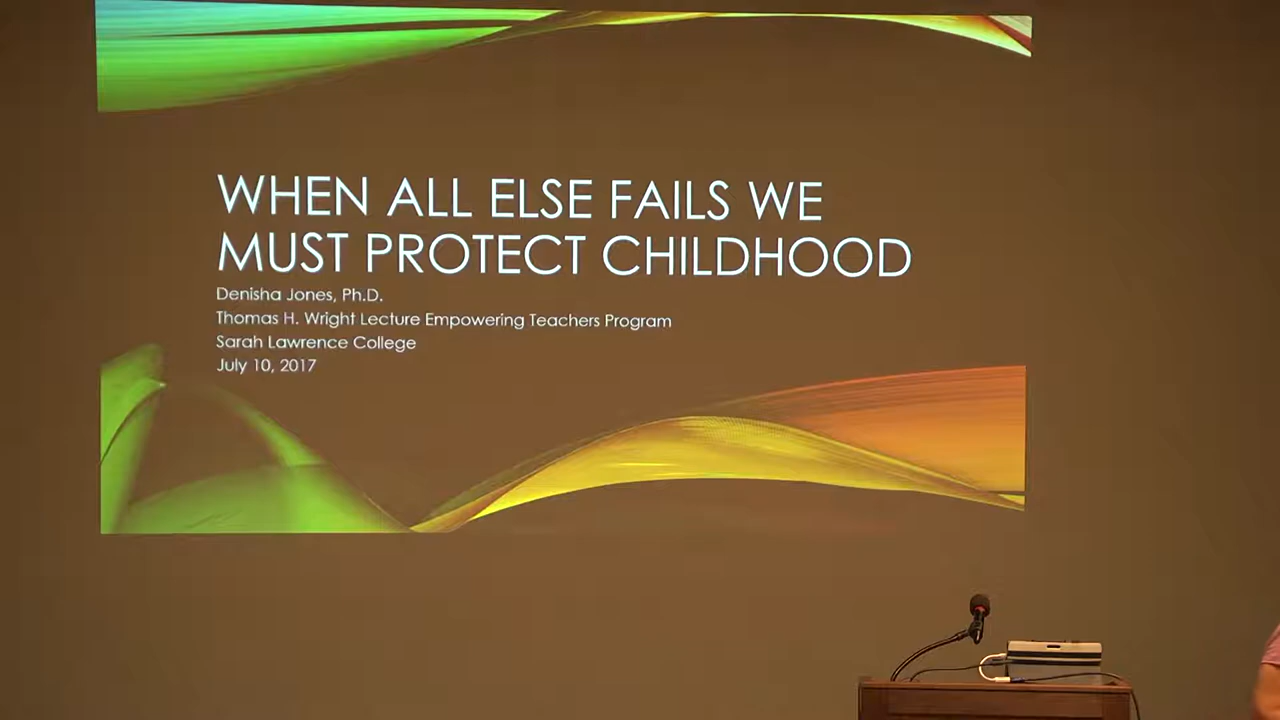 WHEN ALL ELSE FAILS WE
MUST PROTECT CHILDHOOD
Denisha Jones, Ph.D.
Thomas H. Wright Lecture Empowering Teachers Program
Sarah Lawrence College
July 10, 2017